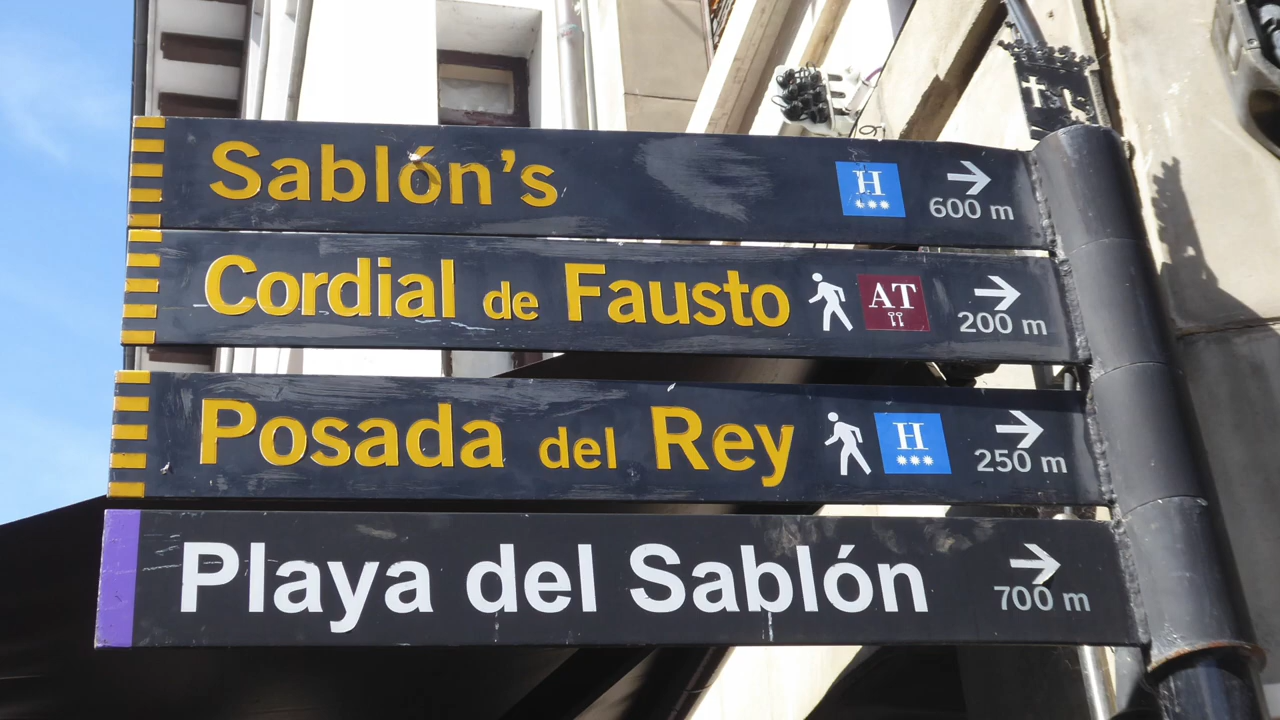 Sablón's H 600 m
Cordial de Fausto AT 200 m
Posada del Rey H 250 m
Playa del Sablón 700 m